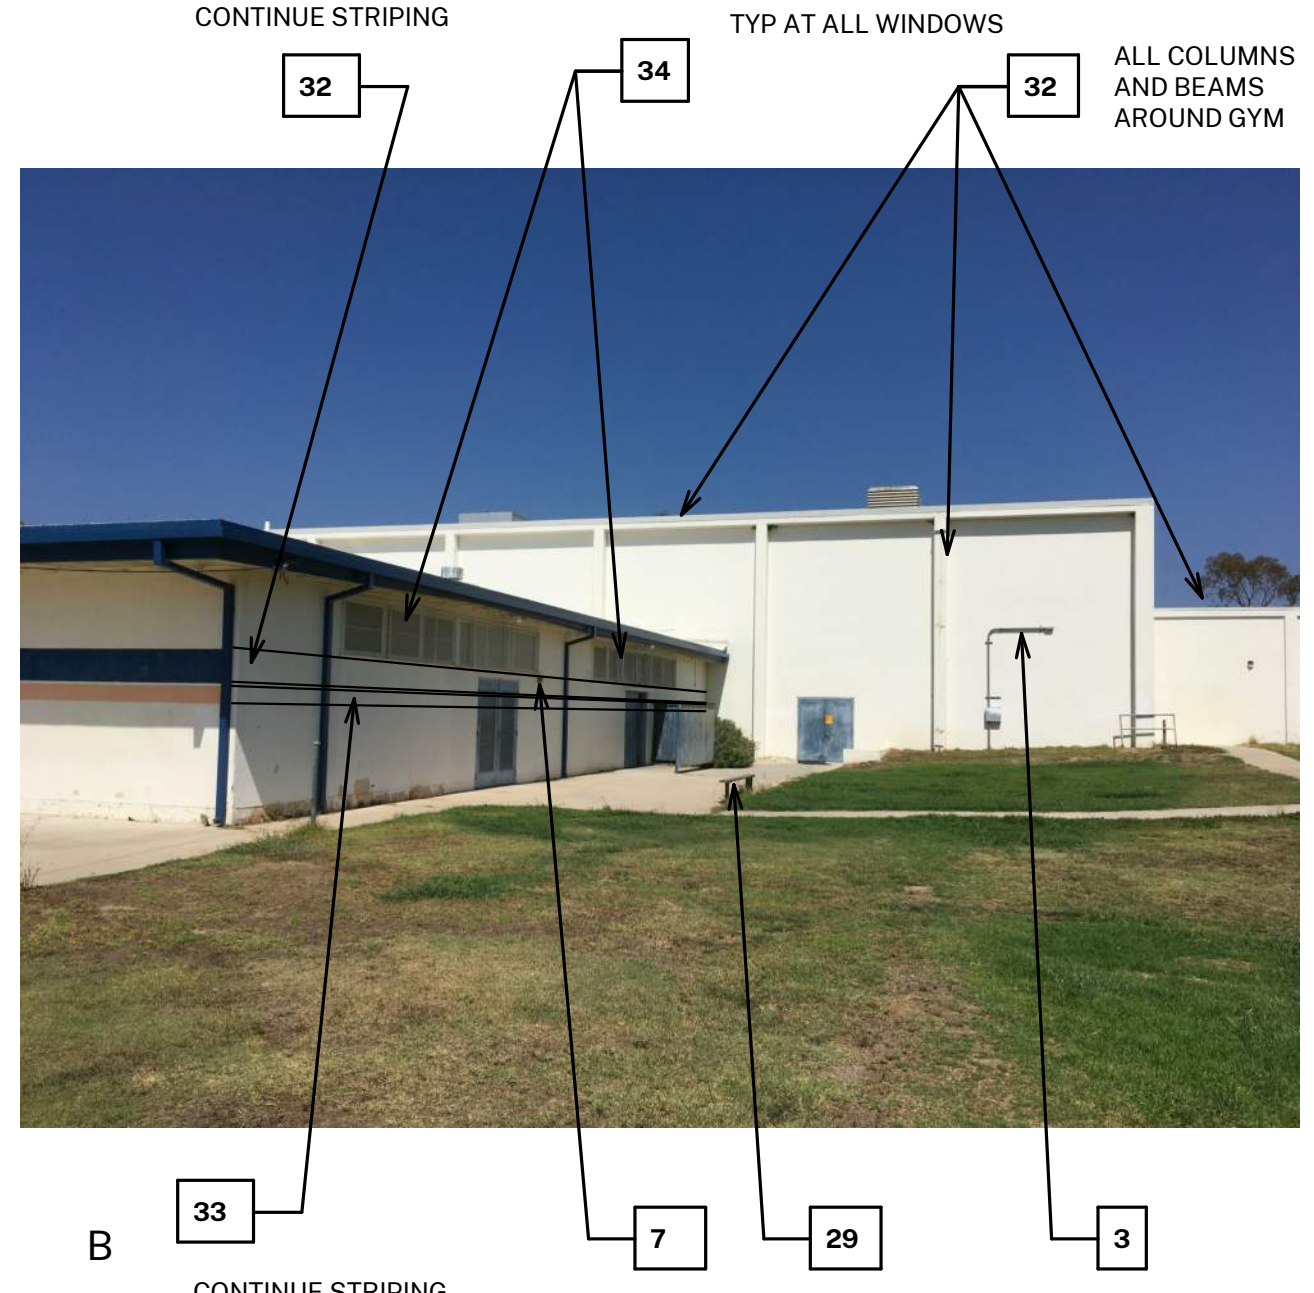 CONTINUE STRIPING
TYP AT ALL WINDOWS
32
34
32
ALL COLUMNS
AND BEAMS
AROUND GYM
33
7
29
3
B
CONTINUE STRIPING